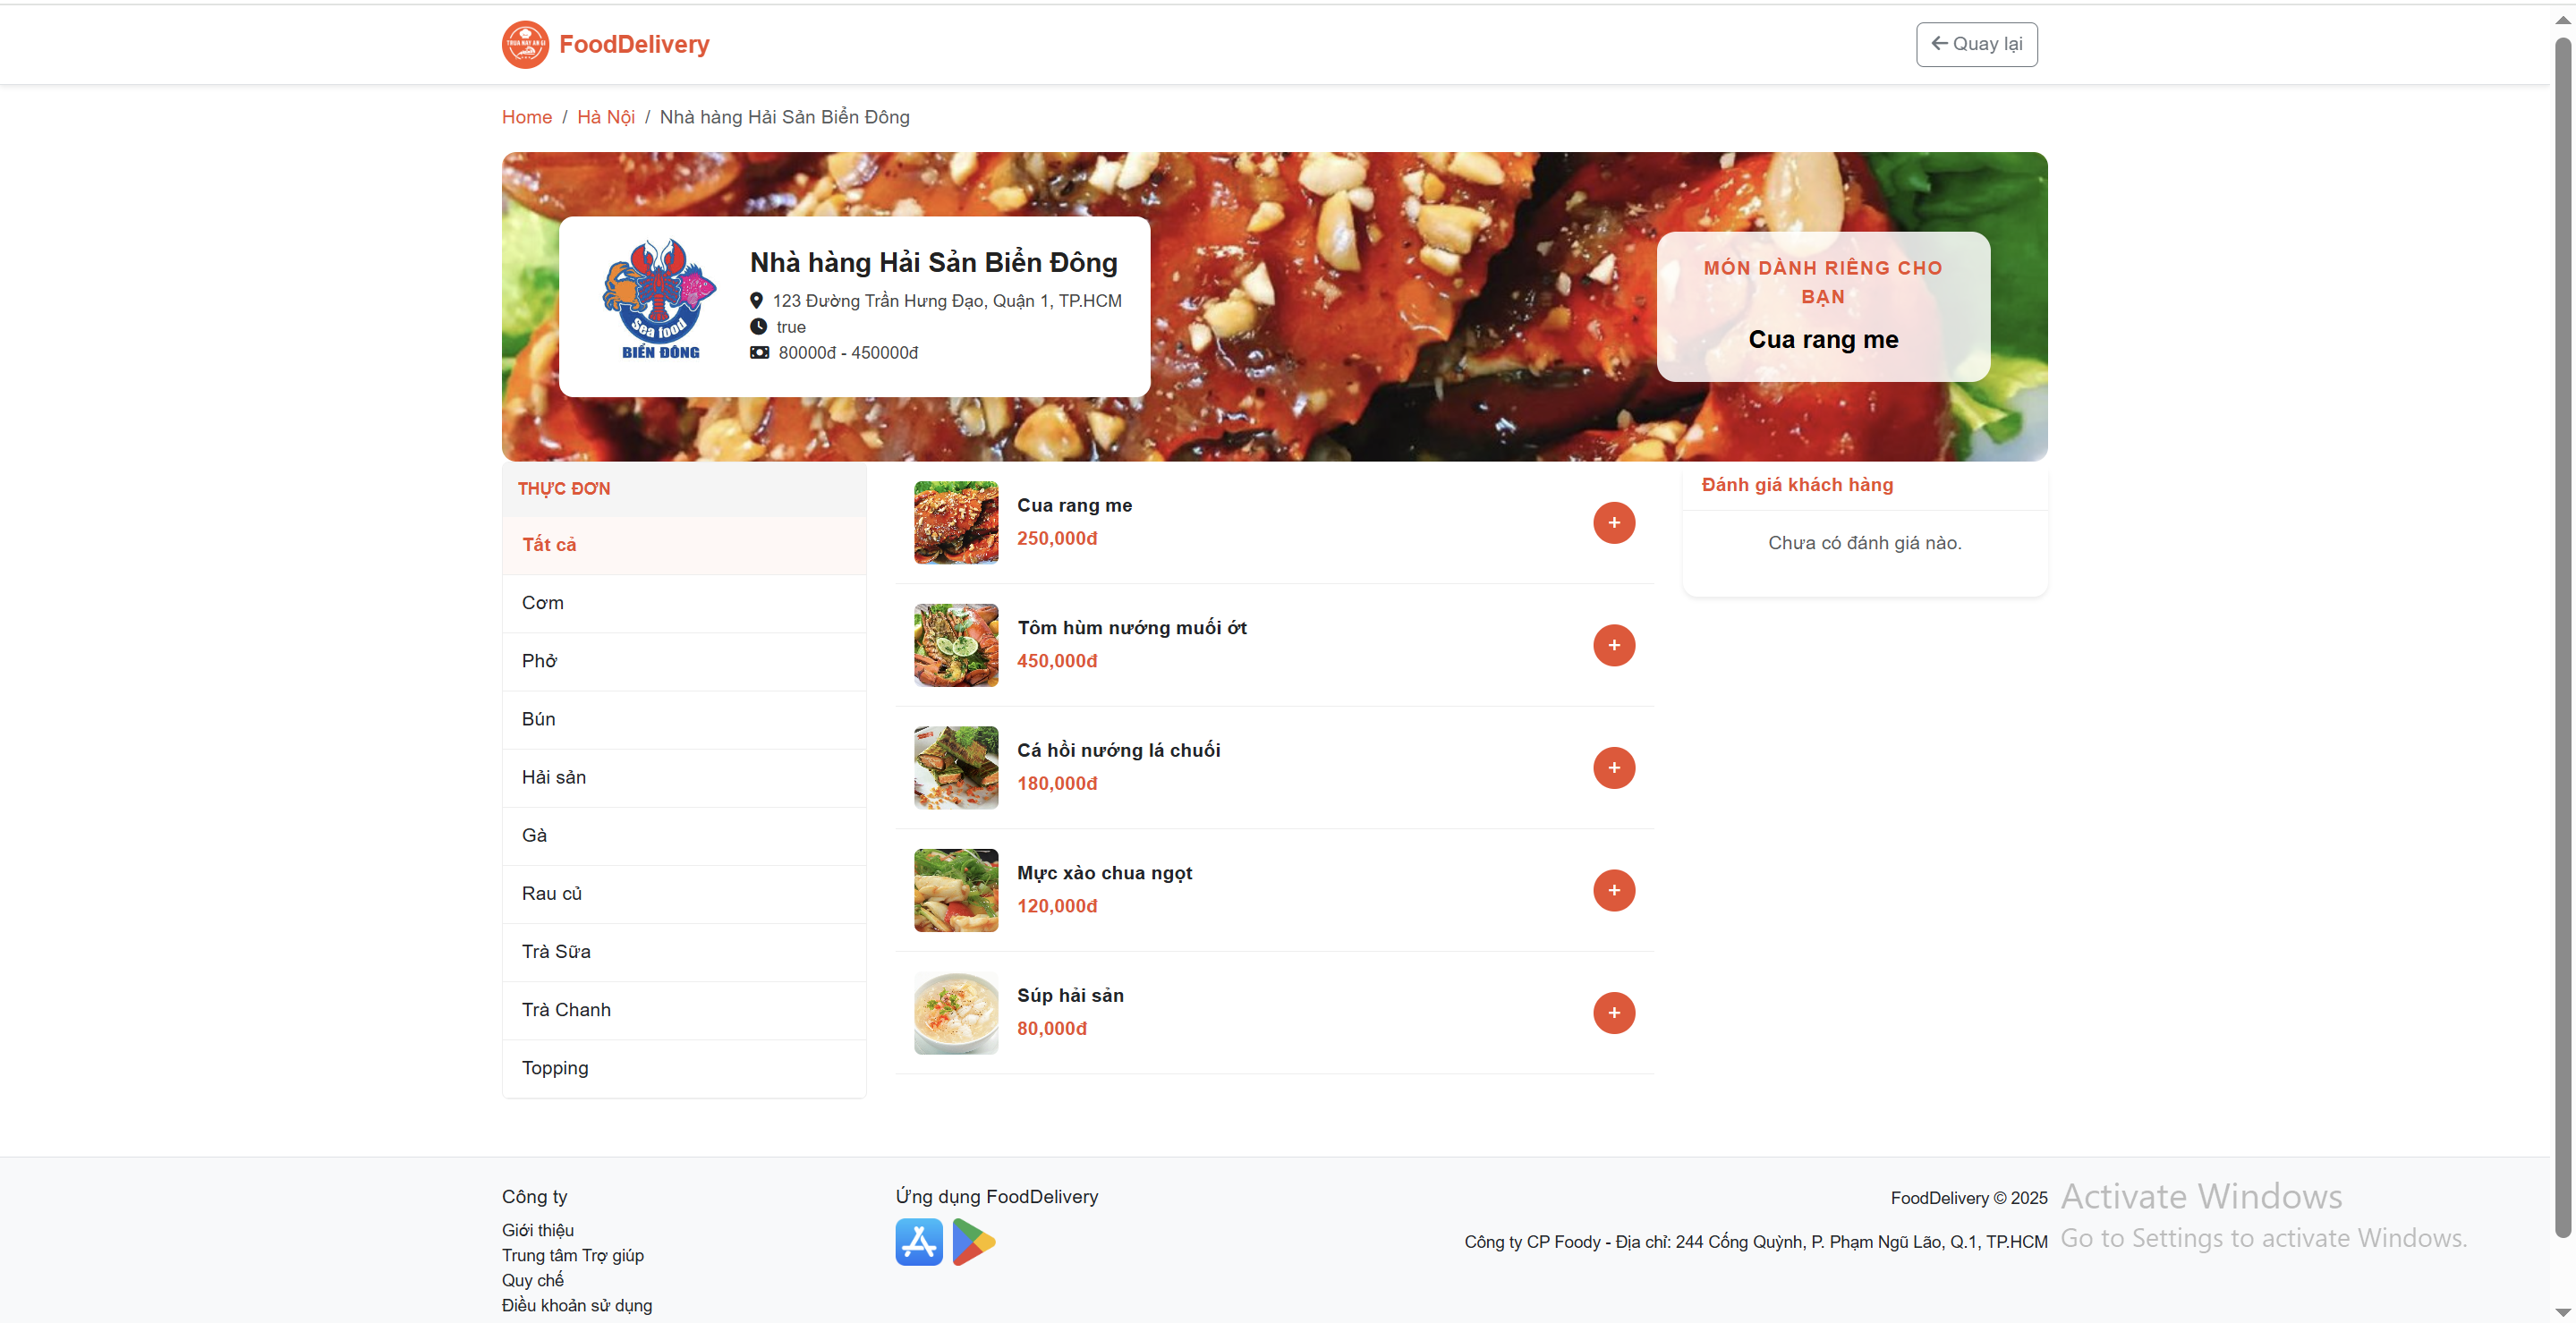 TRUA NAY AN GI
FoodDelivery
Quay lại
Home / Hà Nội / Nhà hàng Hải Sản Biển Đông
Sea food
BIỂN ĐÔNG
Nhà hàng Hải Sản Biển Đông
123 Đường Trần Hưng Đạo, Quận 1, TP.HCM
true
80000đ - 450000đ
MÓN DÀNH RIÊNG CHO
BẠN
Cua rang me
THỰC ĐƠN
Tất cả
Cơm
Phở
Bún
Hải sản
Gà
Rau củ
Trà Sữa
Trà Chanh
Topping
Cua rang me
250,000đ
+
Tôm hùm nướng muối ớt
450,000đ
+
Cá hồi nướng lá chuối
180,000đ
+
Mực xào chua ngọt
120,000đ
+
Súp hải sản
80,000đ
+
Đánh giá khách hàng
Chưa có đánh giá nào.
Công ty
Giới thiệu
Trung tâm Trợ giúp
Quy chế
Điều khoản sử dụng
Ứng dụng FoodDelivery
FoodDelivery © 2025
Công ty CP Foody - Địa chỉ: 244 Cống Quỳnh, P. Phạm Ngũ Lão, Q.1, TP.HCM
Activate Windows
Go to Settings to activate Windows.